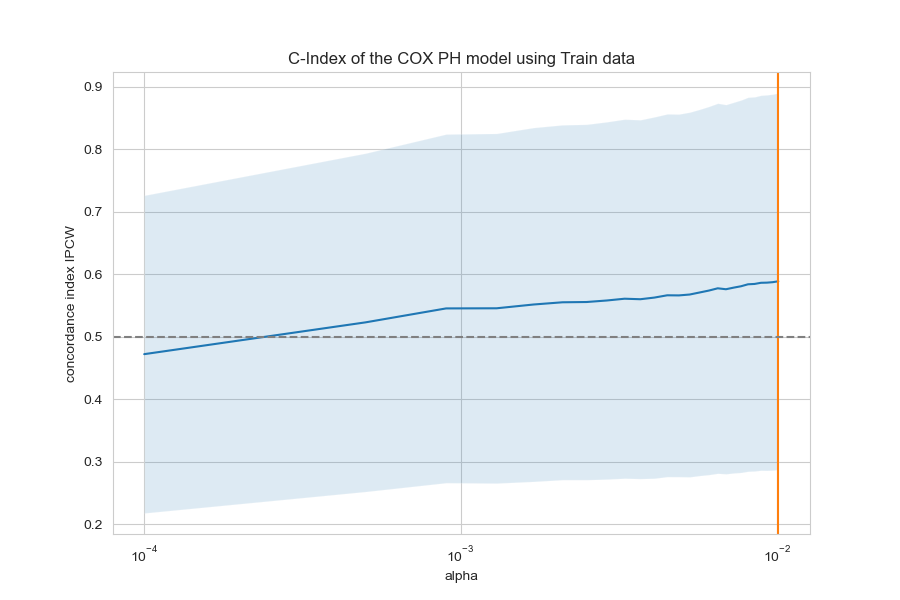 C-Index of the COX PH model using Train data
concordance index IPCW
0.9
0.8
0.7
0.6
0.5
0.4
0.3
0.2
10⁻⁴ 10⁻³ 10⁻²
alpha